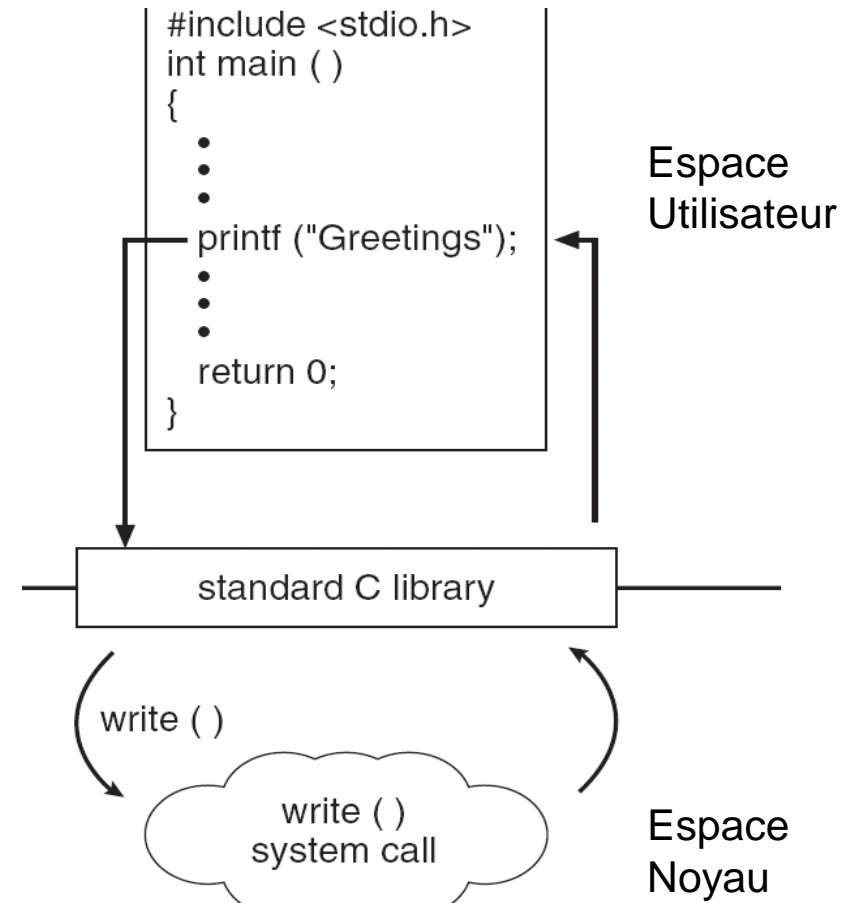 #include <stdio.h>
int main ( )
{
•
•
•
printf ("Greetings");
•
•
•
return 0;
}
Espace
Utilisateur
standard C library
write ( )
write ( )
system call
Espace
Noyau